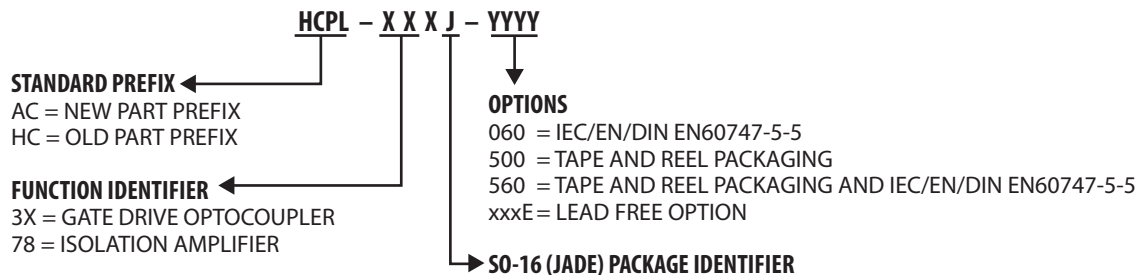 HCPL – X X X J – YYYY
STANDARD PREFIX
AC = NEW PART PREFIX
HC = OLD PART PREFIX
FUNCTION IDENTIFIER
3X = GATE DRIVE OPTOCOUPLER
78 = ISOLATION AMPLIFIER
OPTIONS
060 = IEC/EN/DIN EN60747-5-5
500 = TAPE AND REEL PACKAGING
560 = TAPE AND REEL PACKAGING AND IEC/EN/DIN EN60747-5-5
xxxE = LEAD FREE OPTION
SO-16 (JADE) PACKAGE IDENTIFIER